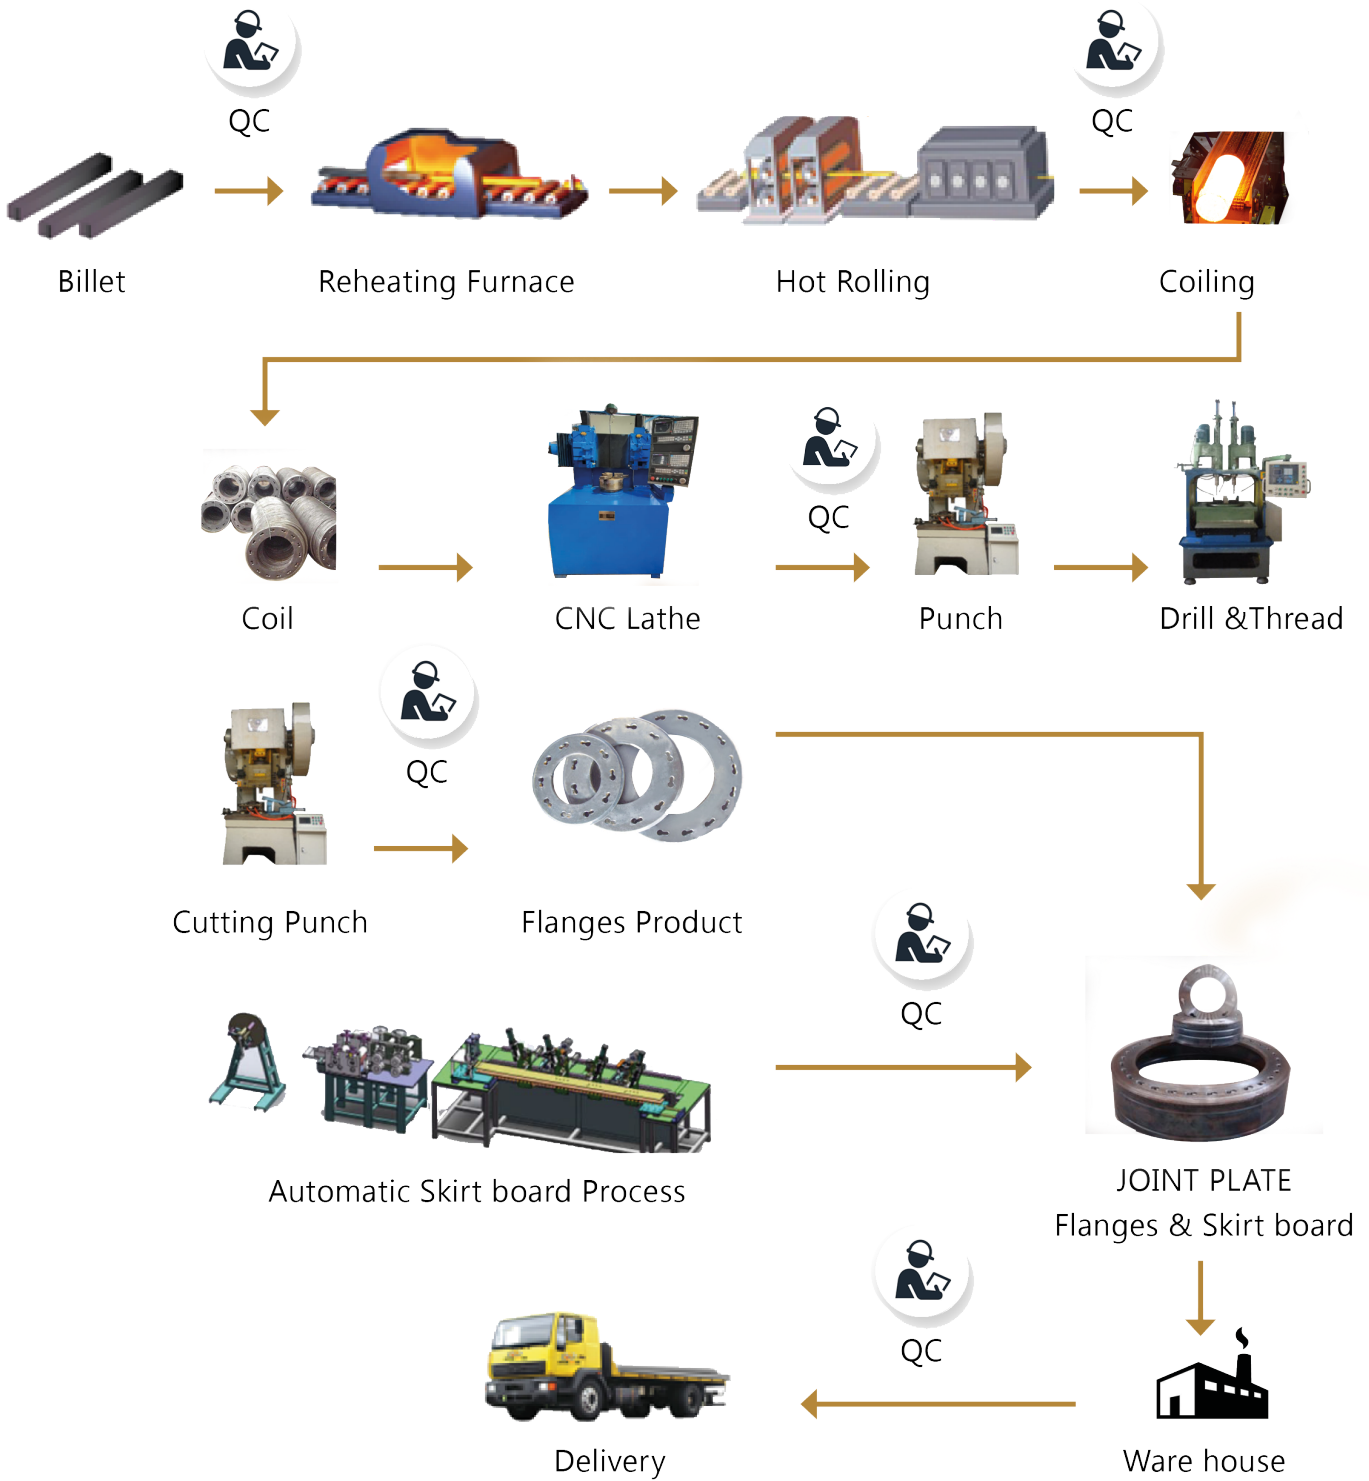 QC
QC
Billet
Reheating Furnace
Hot Rolling
Coiling
QC
Coil
CNC Lathe
Punch
Drill &Thread
QC
Cutting Punch
Flanges Product
QC
Automatic Skirt board Process
JOINT PLATE
Flanges & Skirt board
QC
Delivery
Ware house